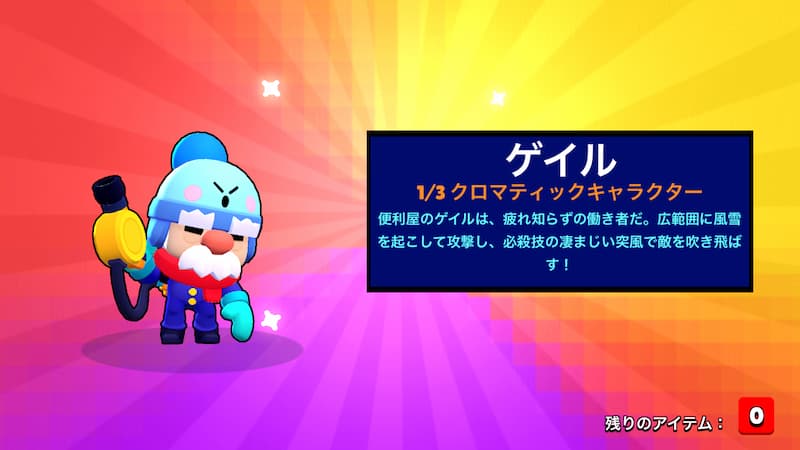 ゲイル
1/3 クロマティックキャラクター
便利屋のゲイルは、疲れ知らずの働き者だ。広範囲に風雪
を起こして攻撃し、必殺技の凄まじい突風で敵を吹き飛ば
す！
残りのアイテム： 0